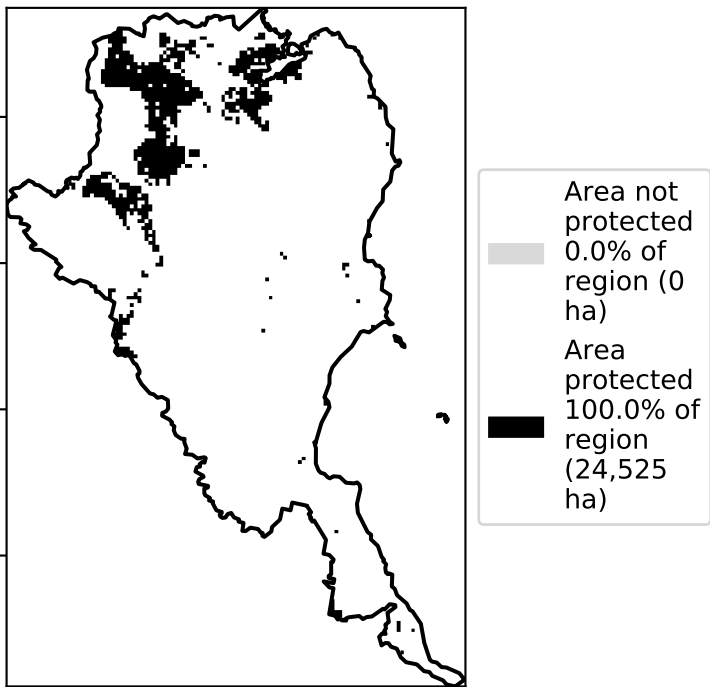 Area not
protected
0.0% of
region (0
ha)
Area
protected
100.0% of
region
(24,525
ha)